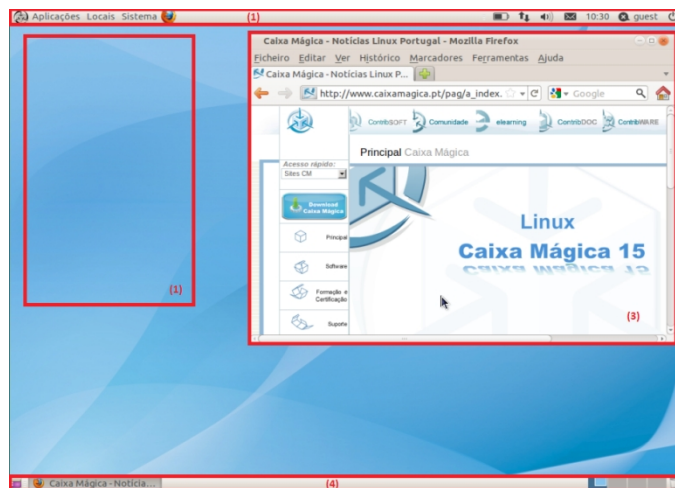 Aplicações Locais Sistema (1) 10:30 guest
Caixa Mágica - Notícias Linux Portugal - Mozilla Firefox
Ficheiro Editar Ver Histórico Marcadores Ferramentas Ajuda
Caixa Mágica - Notícias Linux P...
http://www.caixamagica.pt/pag/a_index. Google
ContribSOFT Comunidade elearning ContribDOC ContribWARE
Principal Caixa Mágica
Acesso rápido:
Sites CM
Download
Caixa Mágica
Principal
Software
Formação e
Certificação
Suporte
Linux
Caixa Mágica 15
(1)
(3)
Caixa Mágica - Notícia... (4)